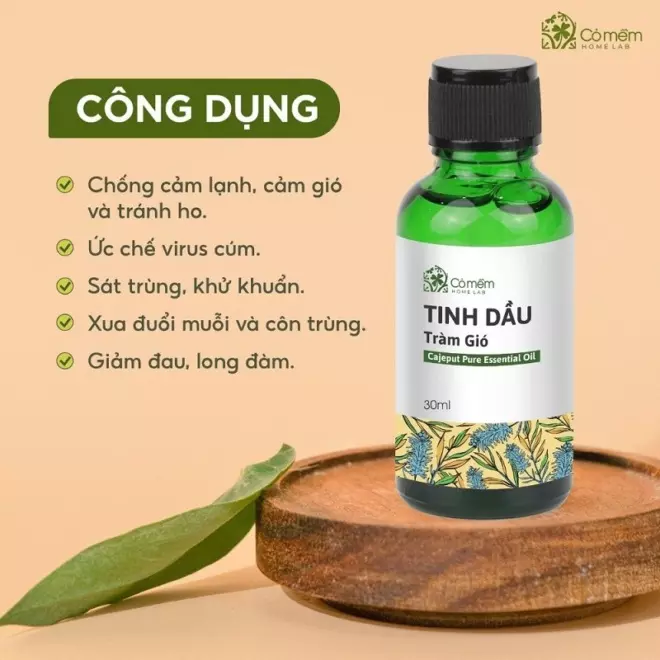 Cỏ mềm
HOME LAB
CÔNG DỤNG
Chống cảm lạnh, cảm gió
và tránh ho.
Ức chế virus cúm.
Sát trùng, khử khuẩn.
Xua đuổi muỗi và côn trùng.
Giảm đau, long đàm.
Cỏ mềm
HOME LAB
TINH DẦU
Tràm Gió
Cajeput Pure Essential Oil
30ml